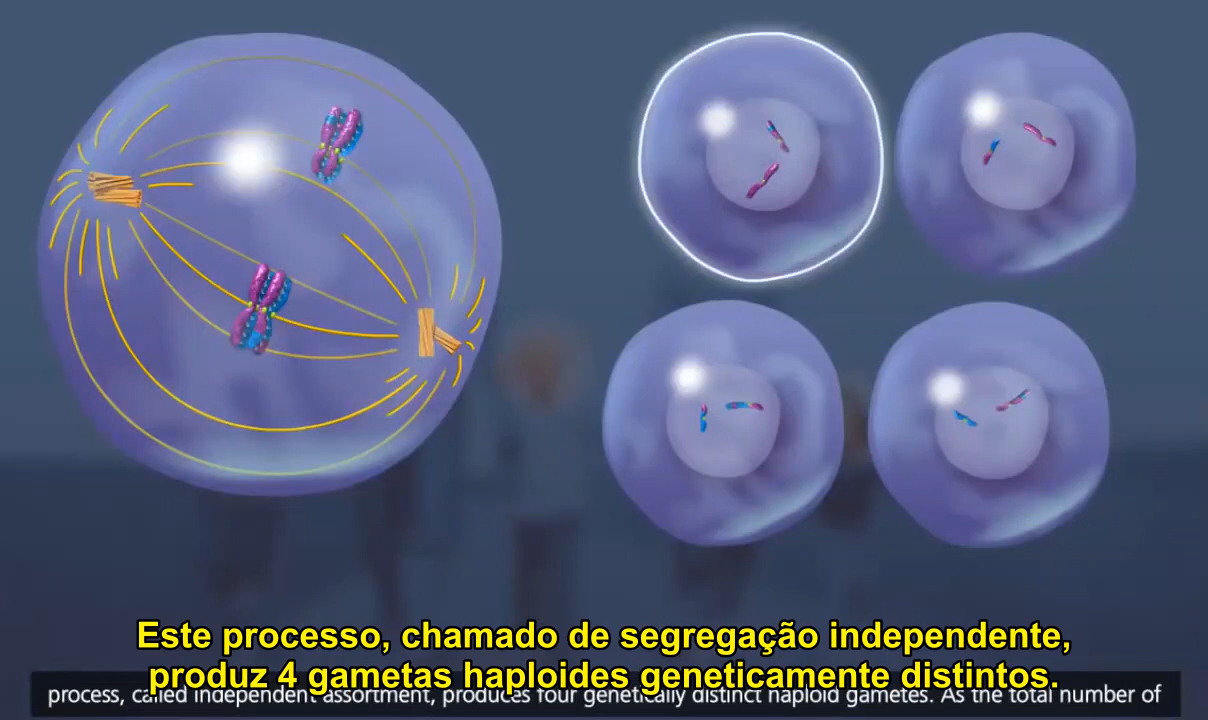 Este processo, chamado de segregação independente,
produz 4 gametas haploides geneticamente distintos.
process, called independent assortment, produces four genetically distinct haploid gametes. As the total number of